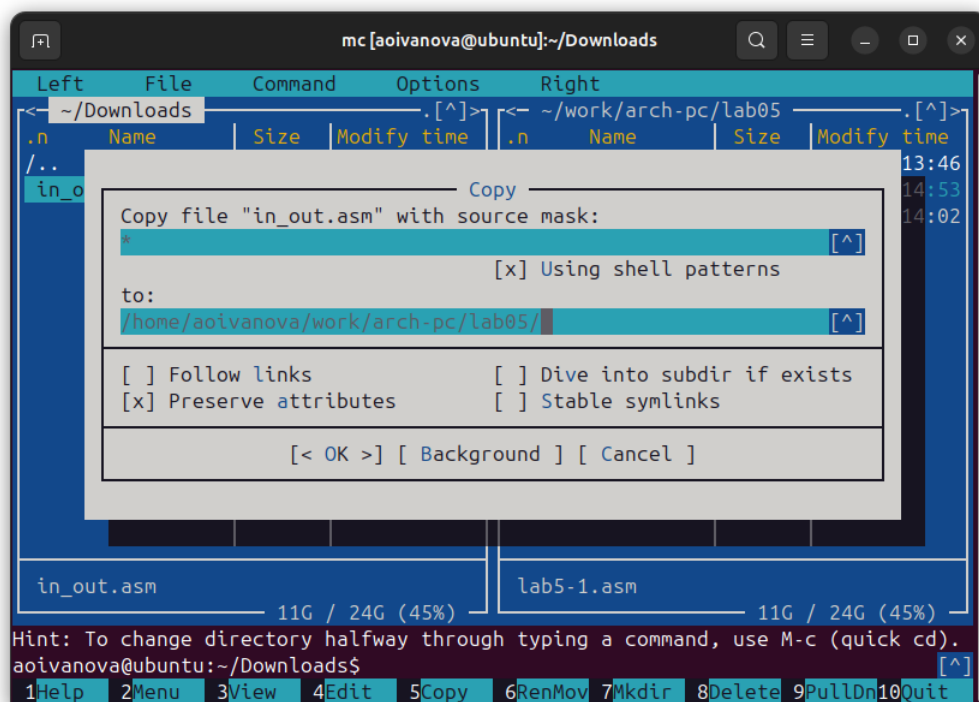 mc [aoivanova@ubuntu]:~/Downloads
Left File Command Options Right
<─ ~/Downloads ─.[^]>
<─ ~/work/arch-pc/lab05 ─.[^]>
.n Name Size Modify time .n Name Size Modify time
/.. 13:46
in_o 14:53
14:02
Copy
Copy file "in_out.asm" with source mask:
* [^]
[x] Using shell patterns
to:
/home/aoivanova/work/arch-pc/lab05/ [^]
[ ] Follow links [ ] Dive into subdir if exists
[x] Preserve attributes [ ] Stable symlinks
[< OK >] [ Background ] [ Cancel ]
in_out.asm lab5-1.asm
11G / 24G (45%) 11G / 24G (45%)
Hint: To change directory halfway through typing a command, use M-c (quick cd).
aoivanova@ubuntu:~/Downloads$ [^]
1Help 2Menu 3View 4Edit 5Copy 6RenMov 7Mkdir 8Delete 9PullDn 10Quit